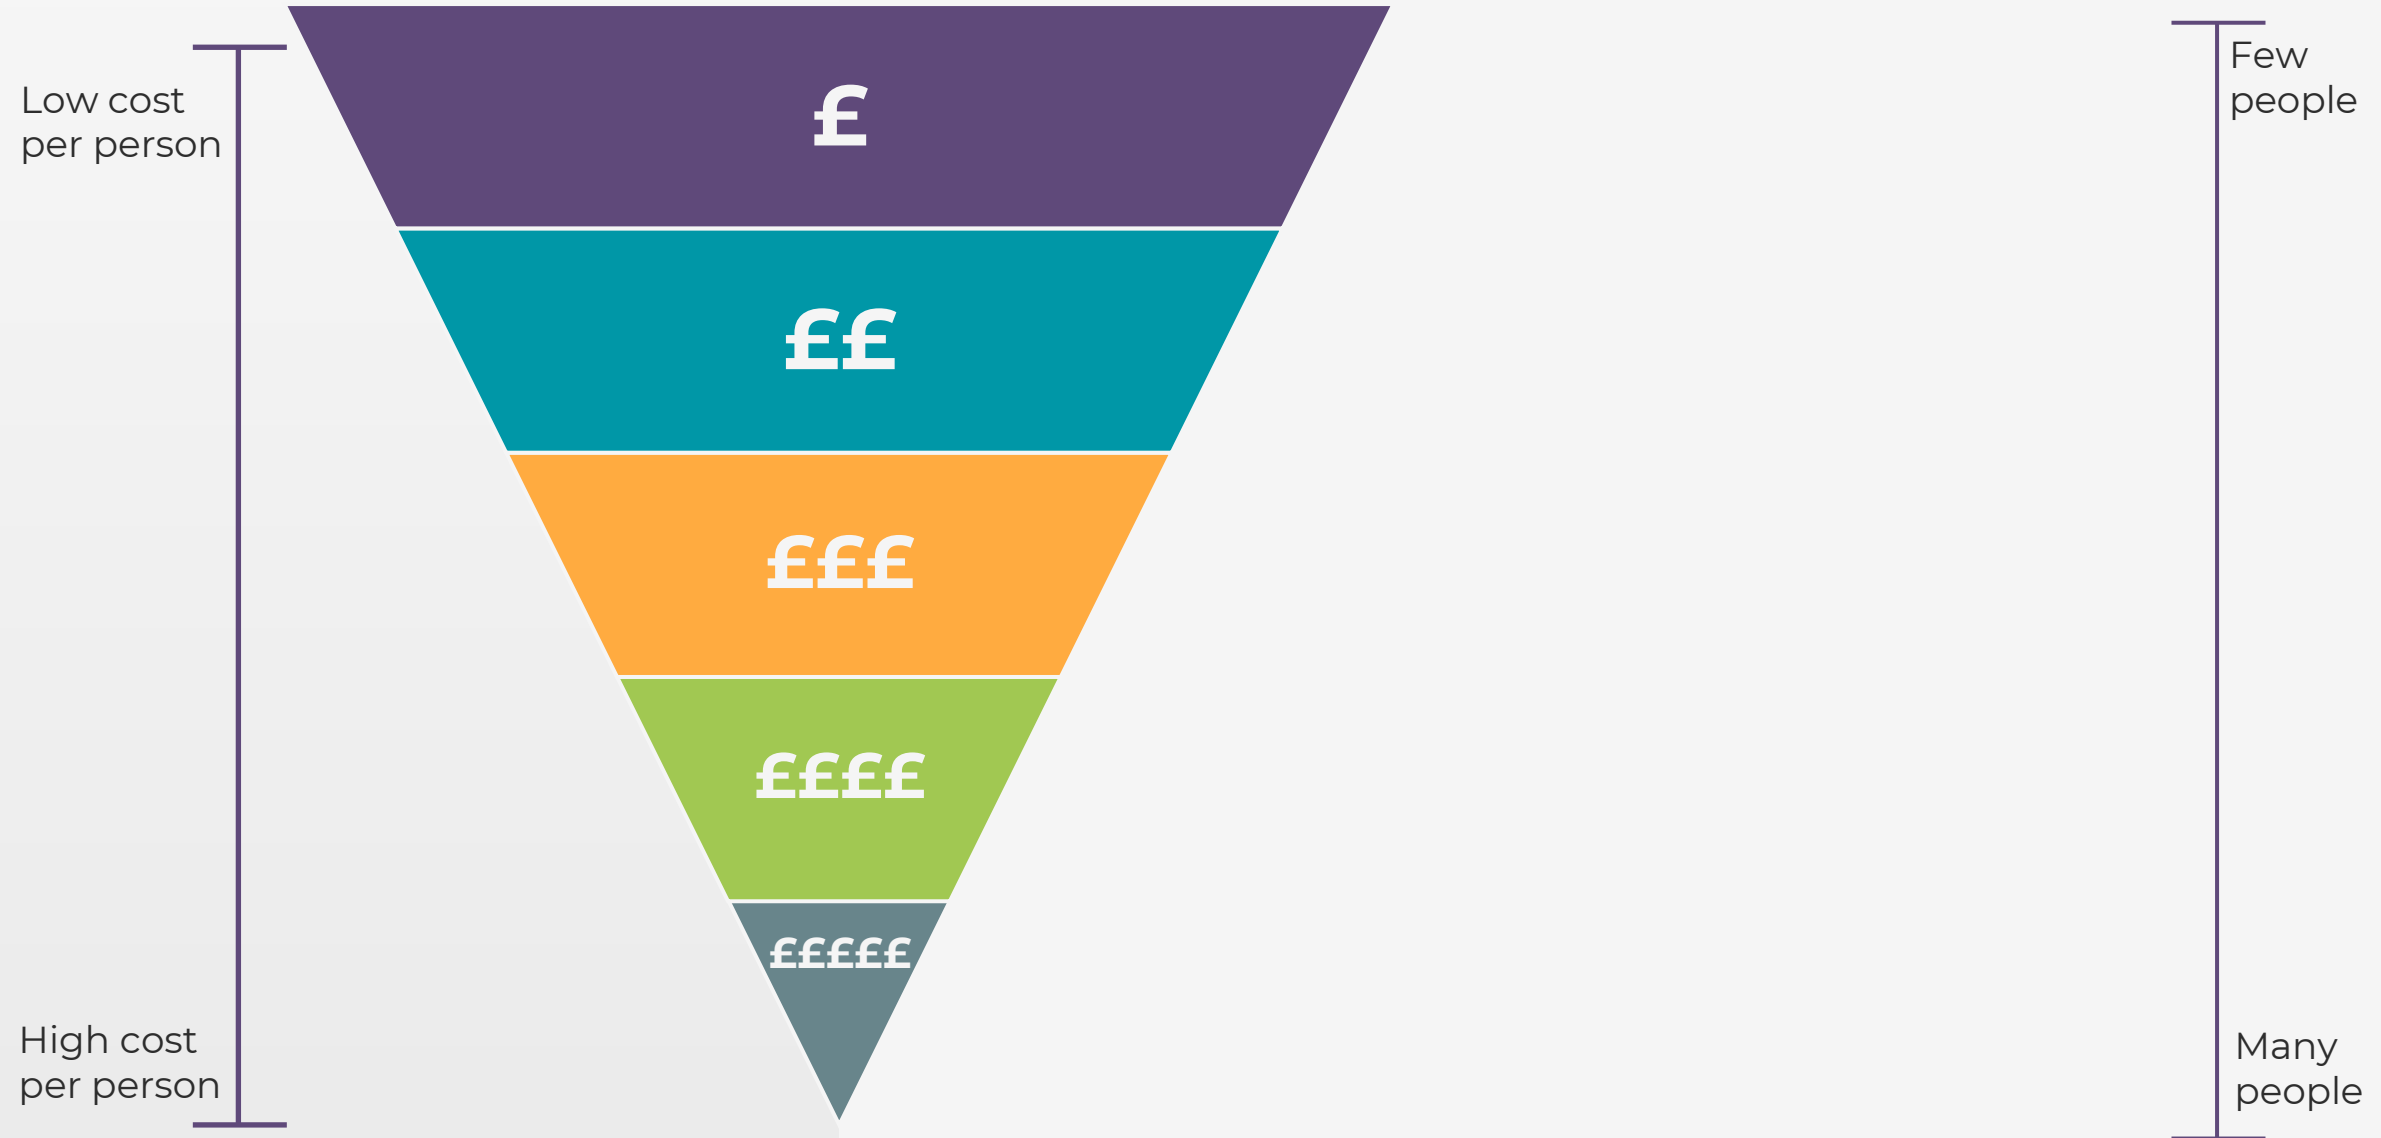 Low cost
per person
£
££
£££
££££
£££££
High cost
per person
Few
people
Many
people